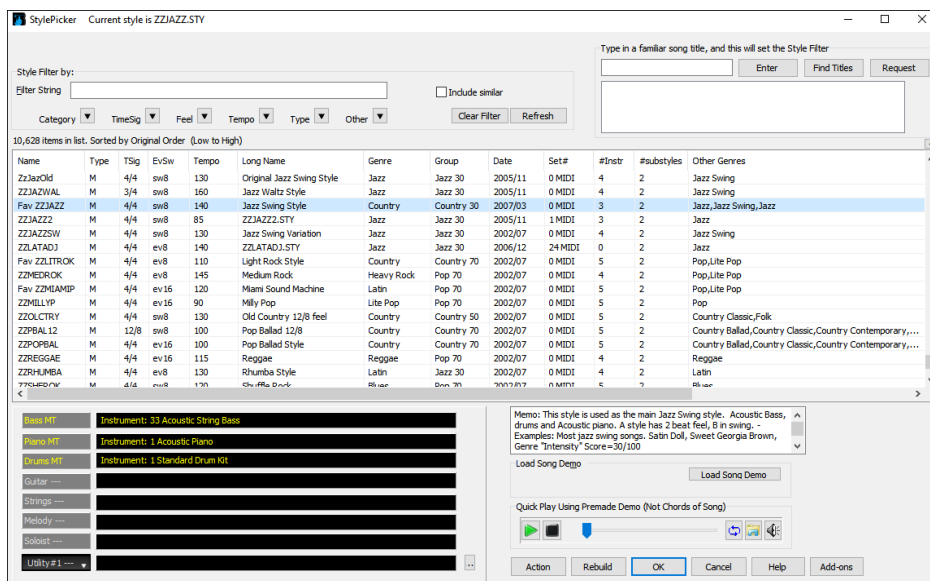 StylePicker Current style is ZZJAZZ.STY
Type in a familiar song title, and this will set the Style Filter
Enter Find Titles Request
Style Filter by:
Filter String
Include similar
Category TimeSig Feel Tempo Type Other Clear Filter Refresh
10,628 items in list. Sorted by Original Order (Low to High)
Name Type TSig EvSw Tempo Long Name Genre Group Date Set# #Instr #substyles Other Genres
ZzJazOld M 4/4 sw8 130 Original Jazz Swing Style Jazz Jazz 30 2005/11 0 MIDI 4 2 Jazz Swing
ZZJAZWAL M 3/4 sw8 160 Jazz Waltz Style Jazz Jazz 30 2002/07 0 MIDI 4 2 Jazz Swing
Fav ZZJAZZ M 4/4 sw8 140 Jazz Swing Style Country Country 30 2007/03 0 MIDI 3 2 Jazz,Jazz Swing,Jazz
ZZJAZZ2 M 4/4 sw8 85 ZZJAZZ2.STY Jazz Jazz 30 2005/11 1 MIDI 3 2 Jazz
ZZJAZZSW M 4/4 sw8 130 Jazz Swing Variation Jazz Jazz 30 2002/07 0 MIDI 4 2 Jazz Swing
ZZLATADJ M 4/4 ev8 140 ZZLATADJ.STY Jazz Jazz 30 2006/12 24 MIDI 0 2 Jazz
Fav ZZLITROK M 4/4 ev8 110 Light Rock Style Country Country 70 2002/07 0 MIDI 5 2 Pop,Lite Pop
ZZMEDROK M 4/4 ev8 145 Medium Rock Heavy Rock Pop 70 2002/07 0 MIDI 4 2 Pop
Fav ZZMIAMIP M 4/4 ev16 120 Miami Sound Machine Latin Pop 70 2002/07 0 MIDI 5 2 Pop,Lite Pop
ZZMILLYP M 4/4 ev16 90 Milly Pop Lite Pop Pop 70 2002/07 0 MIDI 5 2 Pop
ZZOLCTRY M 4/4 sw8 130 Old Country 12/8 feel Country Country 50 2002/07 0 MIDI 5 2 Country Classic,Folk
ZZPBAL12 M 12/8 sw8 100 Pop Ballad 12/8 Country Country 70 2002/07 0 MIDI 5 2 Country Ballad,Country Classic,Country Contemporary,...
ZZPOPBAL M 4/4 ev16 100 Pop Ballad Style Country Country 70 2002/07 0 MIDI 5 2 Country Ballad,Country Classic,Country Contemporary,...
ZZREGGAE M 4/4 ev16 115 Reggae Reggae Pop 70 2002/07 0 MIDI 4 2 Reggae
ZZRHUMBA M 4/4 ev8 130 Rhumba Style Latin Jazz 30 2002/07 0 MIDI 4 2 Latin
ZZSHFROK M 4/4 sw8 120 Shuffle Rock Blues Pop 70 2002/07 0 MIDI 5 2 Blues
Bass MT Instrument: 33 Acoustic String Bass
Piano MT Instrument: 1 Acoustic Piano
Drums MT Instrument: 1 Standard Drum Kit
Guitar ---
Strings ---
Melody ---
Soloist ---
Utility#1 --- ..
Memo: This style is used as the main Jazz Swing style. Acoustic Bass,
drums and Acoustic piano. A style has 2 beat feel, B in swing. -
Examples: Most jazz swing songs. Satin Doll, Sweet Georgia Brown,
Genre "Intensity" Score=30/100
Load Song Demo
Load Song Demo
Quick Play Using Premade Demo (Not Chords of Song)
Action Rebuild OK Cancel Help Add-ons